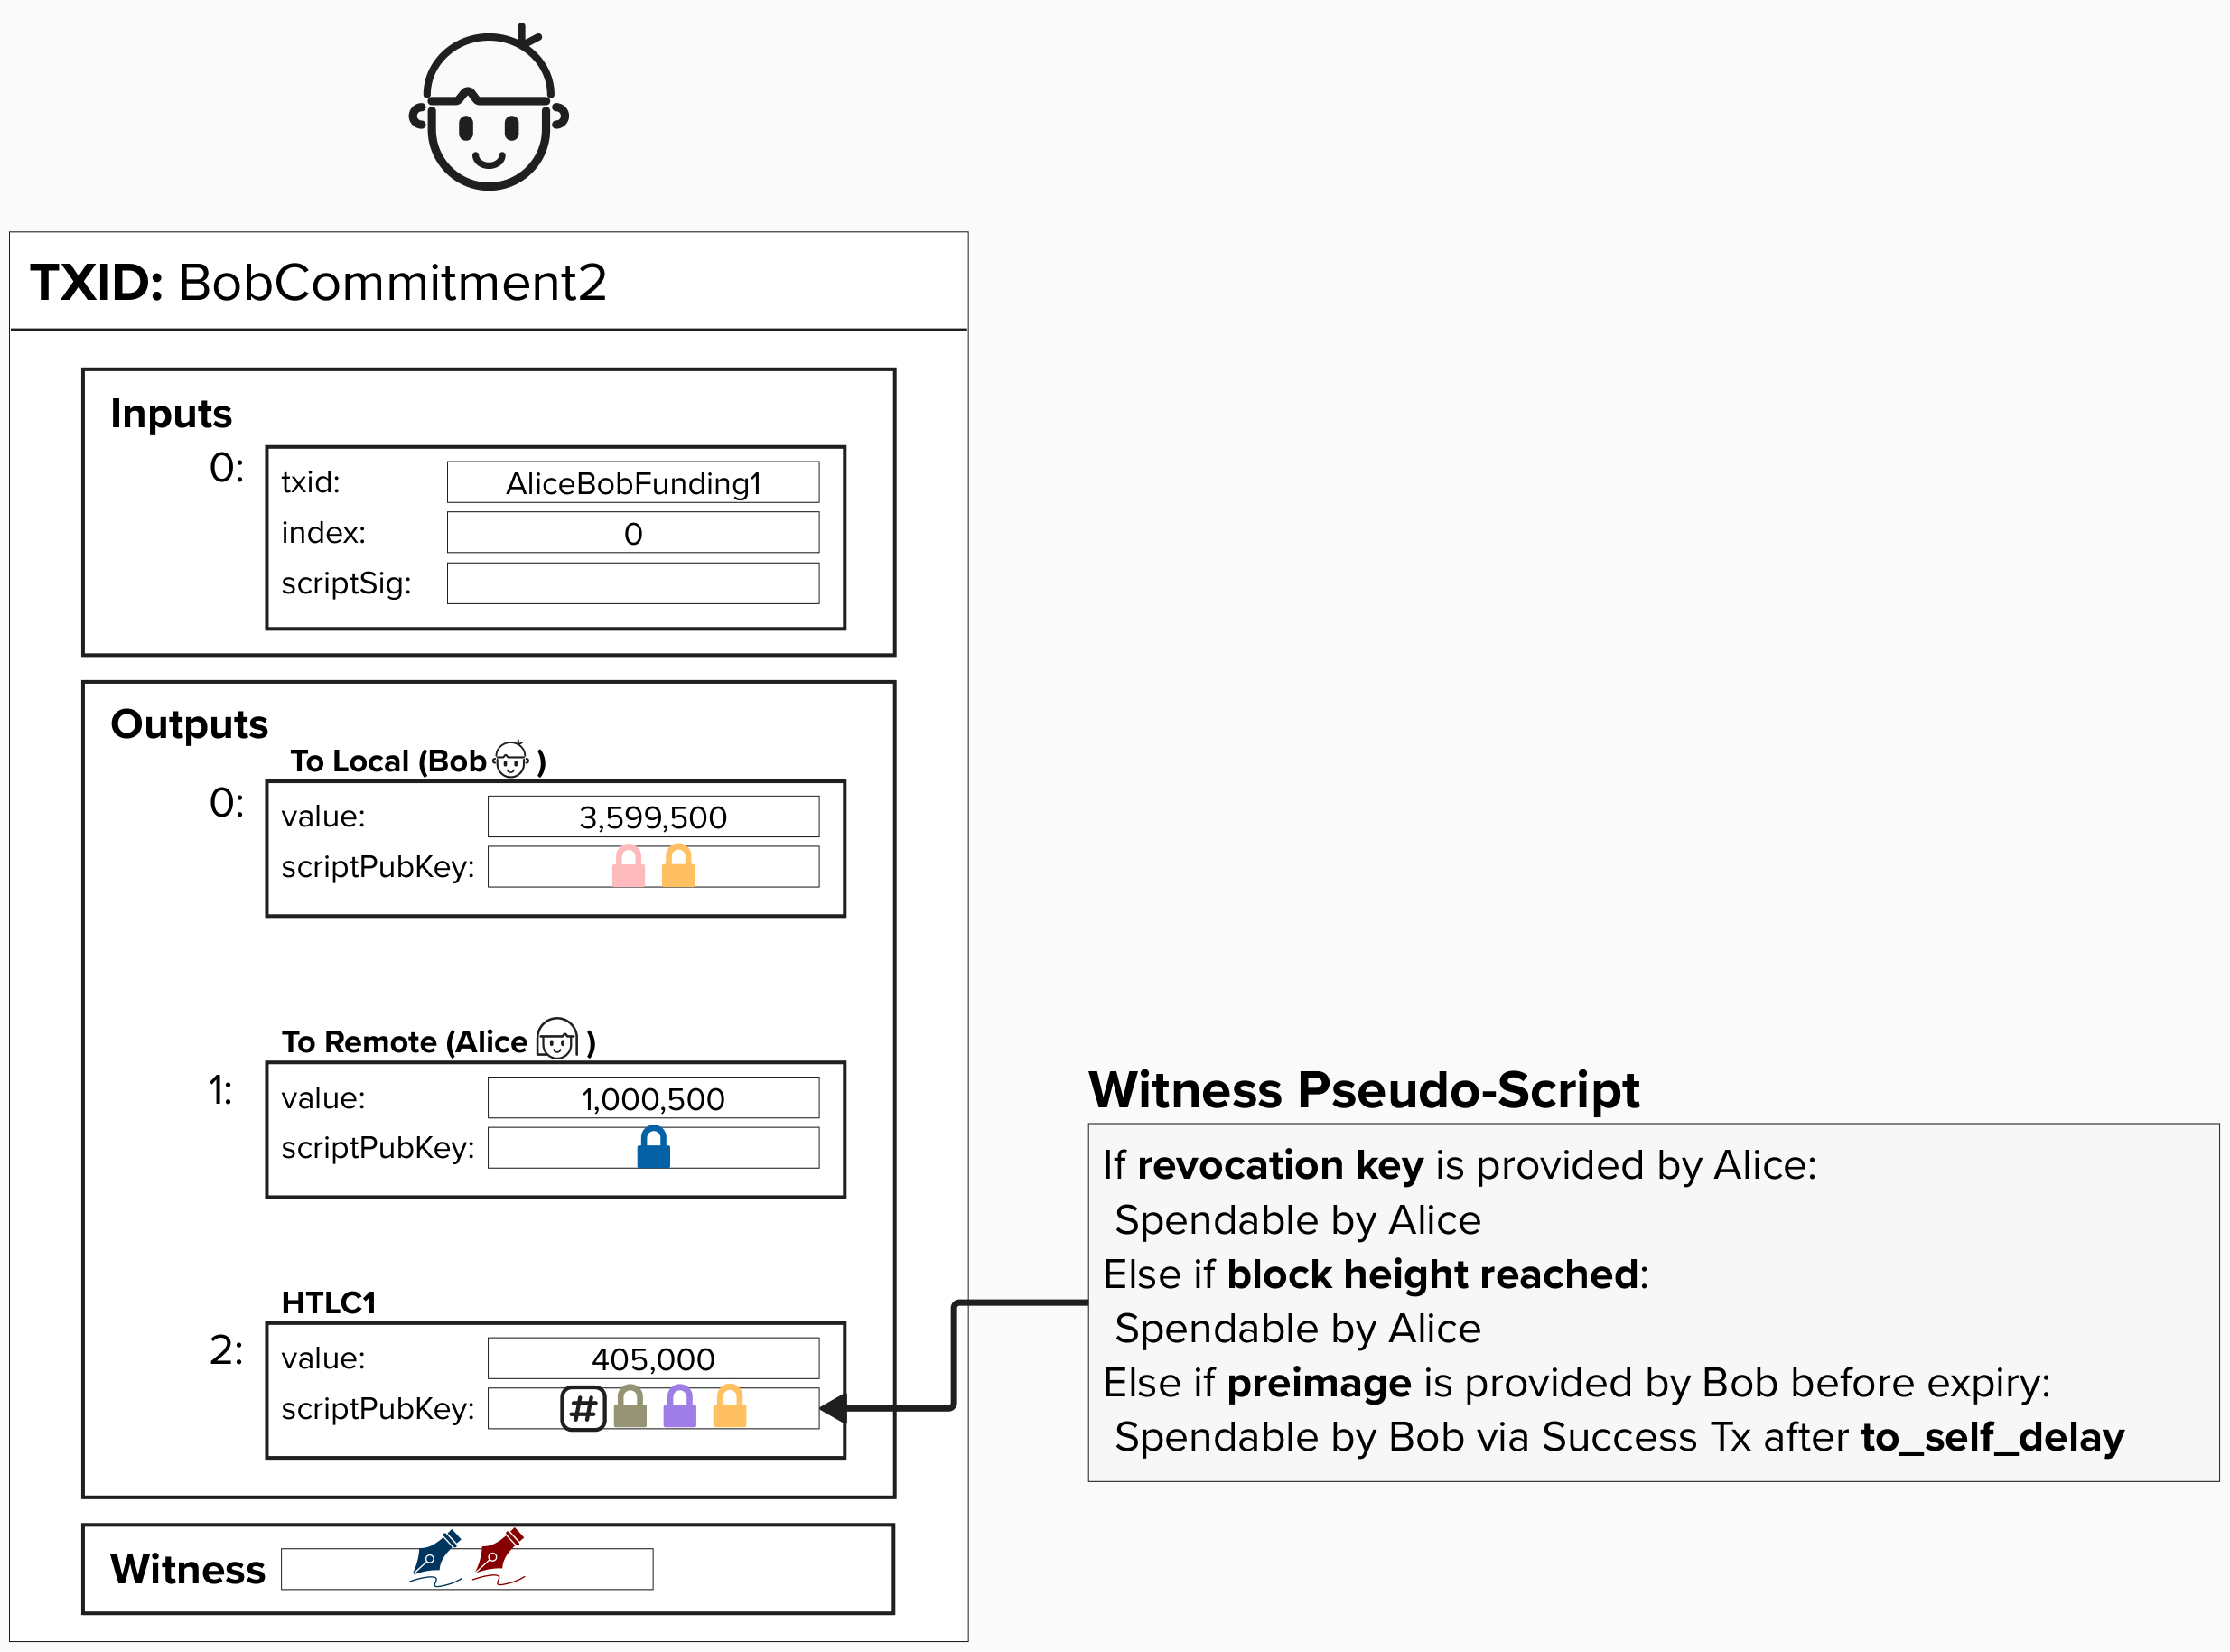 TXID: BobCommitment2
Inputs
0:
txid: AliceBobFunding1
index: 0
scriptSig:
Outputs
To Local (Bob )
0:
value: 3,599,500
scriptPubKey:
To Remote (Alice )
1:
value: 1,000,500
scriptPubKey:
HTLC1
2:
value: 405,000
scriptPubKey: #
Witness
Witness Pseudo-Script
If revocation key is provided by Alice:
Spendable by Alice
Else if block height reached:
Spendable by Alice
Else if preimage is provided by Bob before expiry:
Spendable by Bob via Success Tx after to_self_delay